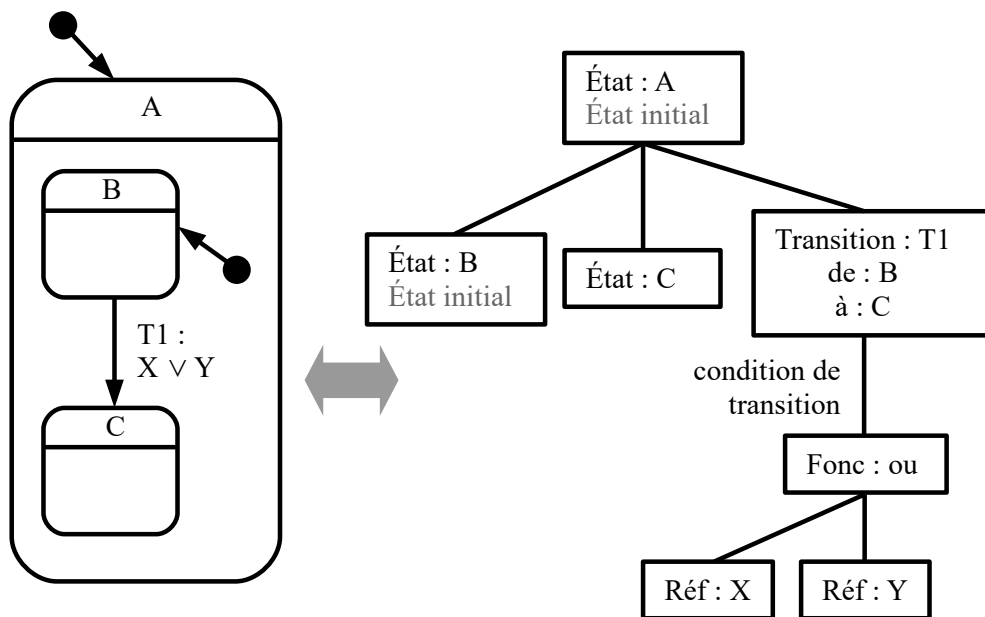 A
B
T1 :
X ∨ Y
C
État : A
État initial
État : B
État initial
État : C
Transition : T1
de : B
à : C
condition de
transition
Fonc : ou
Réf : X
Réf : Y